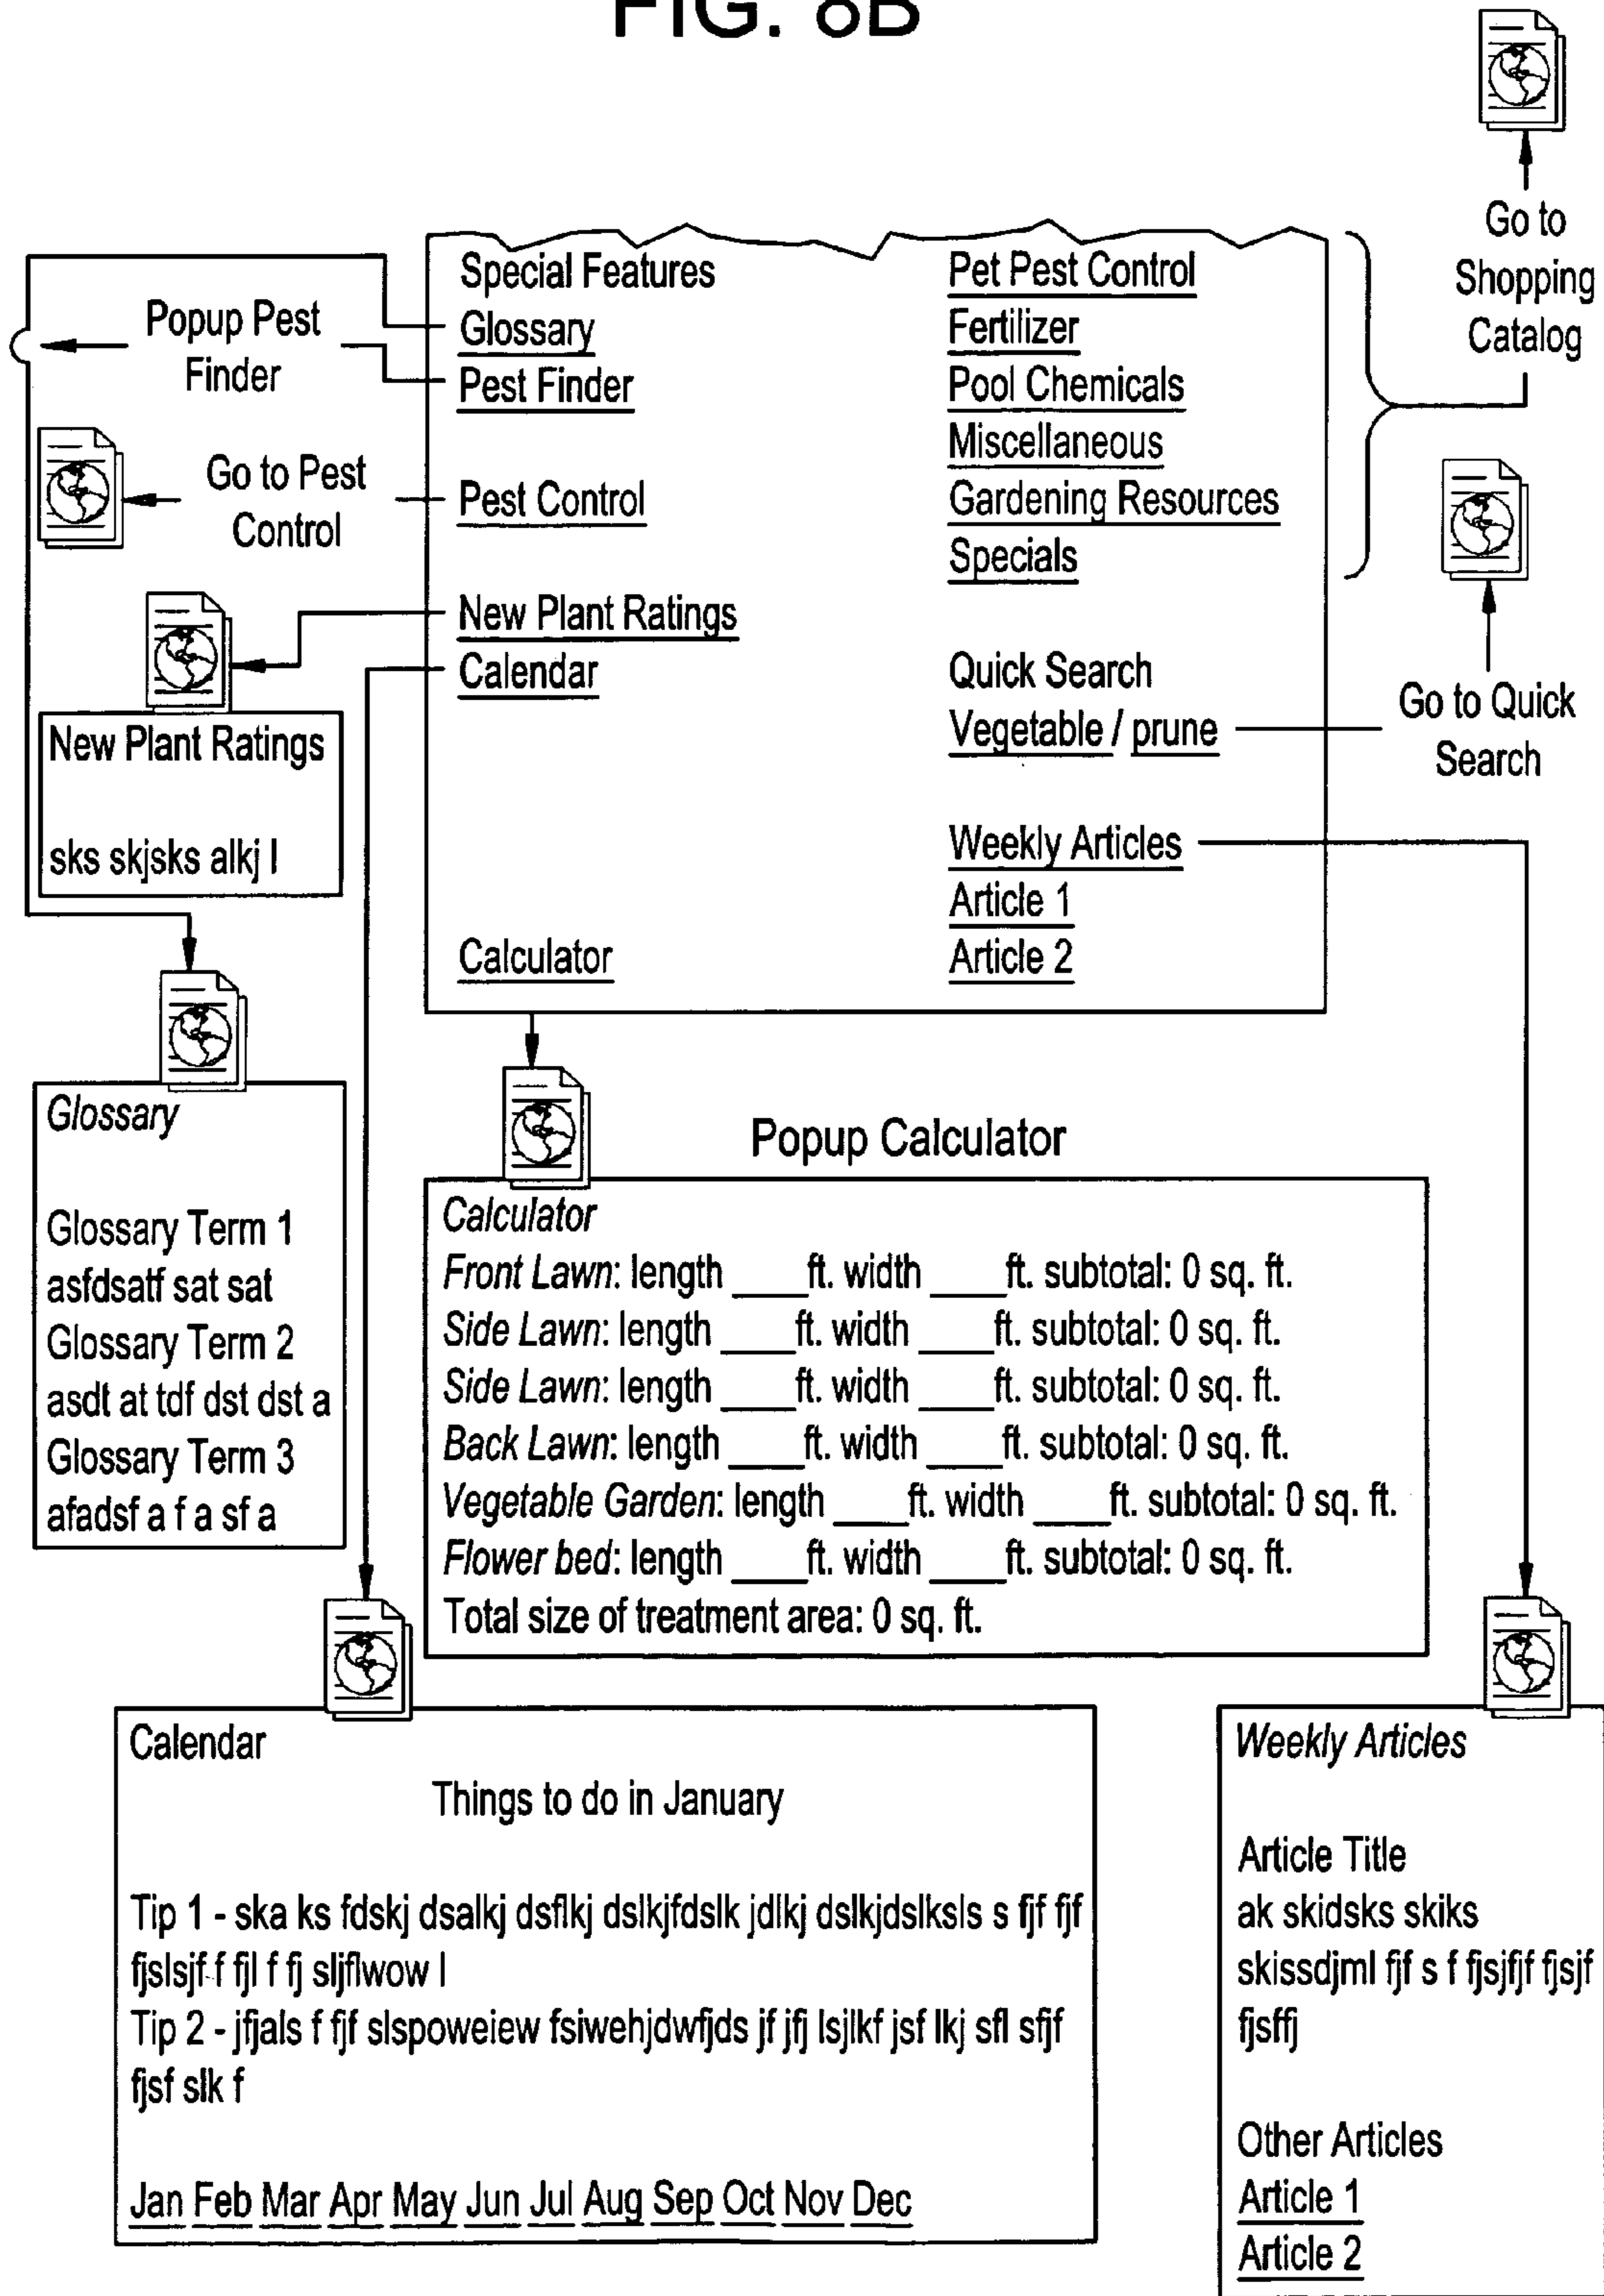 FIG. 8B
Go to
Shopping
Catalog
Popup Pest
Finder
Go to Pest
Control
Special Features
Glossary
Pest Finder
Pest Control
New Plant Ratings
Calendar
Calculator
Pet Pest Control
Fertilizer
Pool Chemicals
Miscellaneous
Gardening Resources
Specials
Quick Search
Vegetable / prune
Weekly Articles
Article 1
Article 2
Go to Quick
Search
New Plant Ratings
sks skjsks alkj l
Glossary
Glossary Term 1
asfdsatf sat sat
Glossary Term 2
asdt at tdf dst dst a
Glossary Term 3
afadsf a f a sf a
Popup Calculator
Calculator
Front Lawn: length ____ft. width ____ft. subtotal: 0 sq. ft.
Side Lawn: length ____ft. width ____ft. subtotal: 0 sq. ft.
Side Lawn: length ____ft. width ____ft. subtotal: 0 sq. ft.
Back Lawn: length ____ft. width ____ft. subtotal: 0 sq. ft.
Vegetable Garden: length ____ft. width ____ft. subtotal: 0 sq. ft.
Flower bed: length ____ft. width ____ft. subtotal: 0 sq. ft.
Total size of treatment area: 0 sq. ft.
Calendar
Things to do in January
Tip 1 - ska ks fdskj dsalkj dsflkj dslkjfdslk jdlkj dslkjdslksls s fjf fjf
fjslsjf f fjl f fj sljflwow l
Tip 2 - jfjals f fjf slspoweiew fsiwehjdwfjds jf jfj lsjlkf jsf lkj sfl sfjf
fjsf slk f
Jan Feb Mar Apr May Jun Jul Aug Sep Oct Nov Dec
Weekly Articles
Article Title
ak skidsks skiks
skissdjml fjf s f fjsjfjf fjsjf
fjsffj
Other Articles
Article 1
Article 2